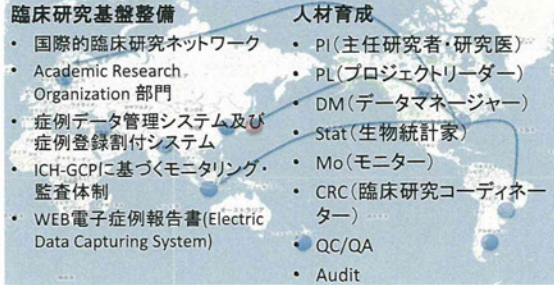 臨床研究基盤整備
• 国際的臨床研究ネットワーク
• Academic Research
Organization 部門
• 症例データ管理システム及び
症例登録割付システム
• ICH-GCPに基づくモニタリング・
監査体制
• WEB電子症例報告書(Electric
Data Capturing System)
人材育成
• PI(主任研究者・研究医)
• PL(プロジェクトリーダー)
• DM(データマネージャー)
• Stat(生物統計家)
• Mo(モニター)
• CRC(臨床研究コーディネー
ター)
• QC/QA
• Audit